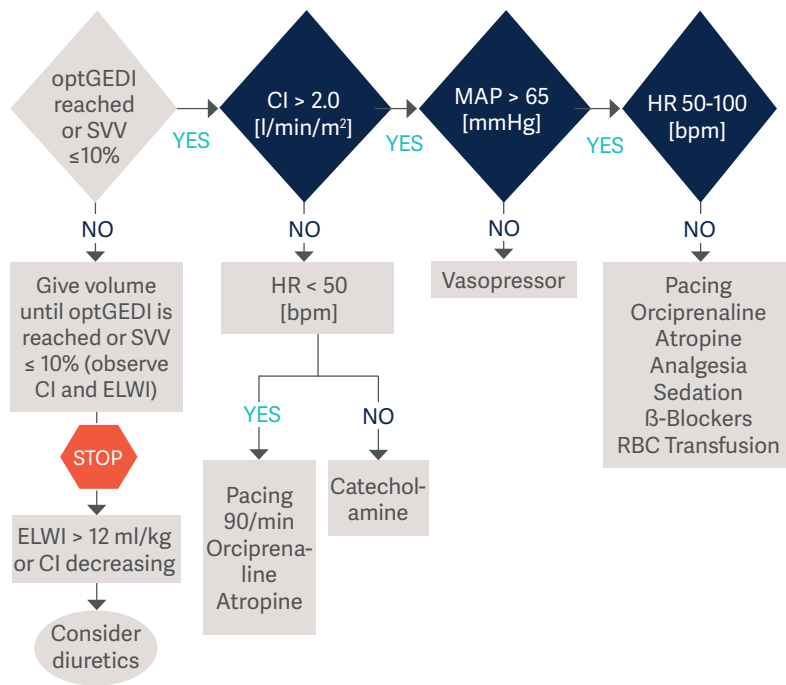 optGEDI
reached
or SVV
≤10%
YES
CI > 2.0
[l/min/m²]
YES
MAP > 65
[mmHg]
YES
HR 50-100
[bpm]
NO
NO
NO
NO
Give volume
until optGEDI is
reached or SVV
≤ 10% (observe
CI and ELWI)
STOP
ELWI > 12 ml/kg
or CI decreasing
Consider
diuretics
HR < 50
[bpm]
YES
NO
Pacing
90/min
Orciprena-
line
Atropine
Catechol-
amine
Vasopressor
Pacing
Orciprenaline
Atropine
Analgesia
Sedation
ß-Blockers
RBC Transfusion